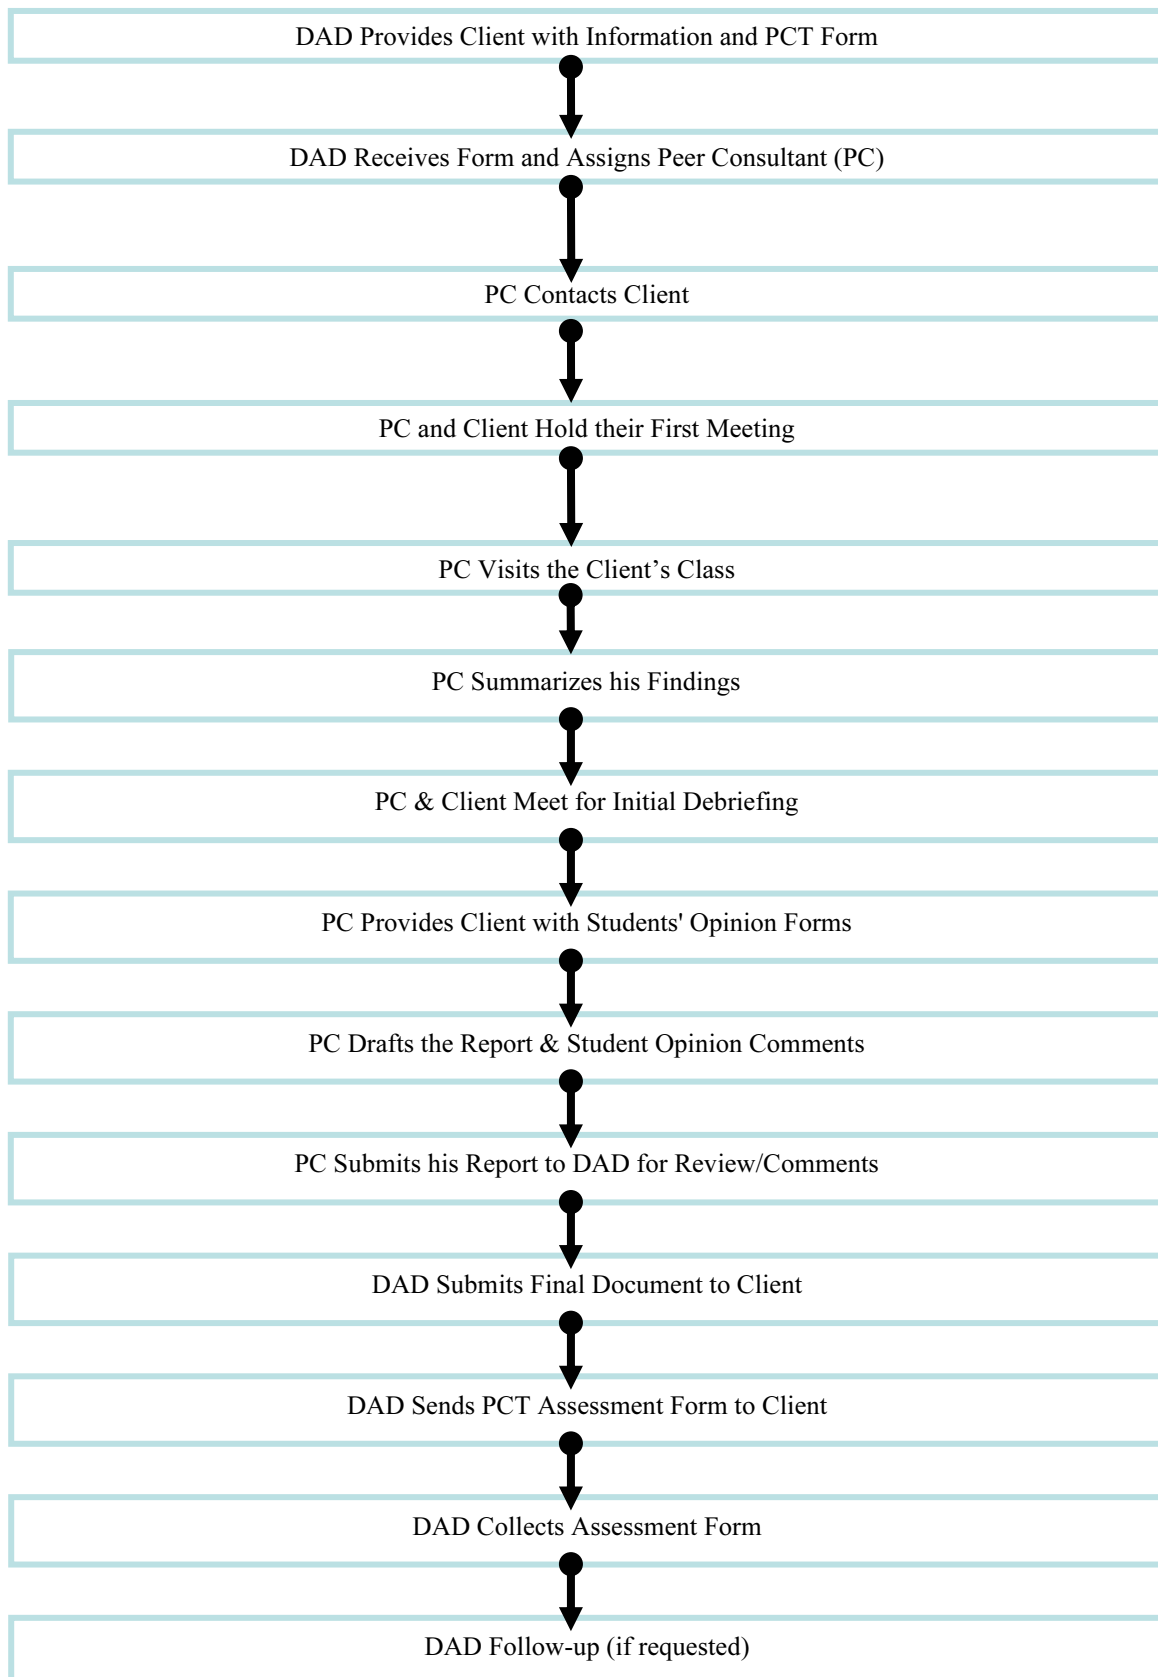 DAD Provides Client with Information and PCT Form
DAD Receives Form and Assigns Peer Consultant (PC)
PC Contacts Client
PC and Client Hold their First Meeting
PC Visits the Client’s Class
PC Summarizes his Findings
PC & Client Meet for Initial Debriefing
PC Provides Client with Students' Opinion Forms
PC Drafts the Report & Student Opinion Comments
PC Submits his Report to DAD for Review/Comments
DAD Submits Final Document to Client
DAD Sends PCT Assessment Form to Client
DAD Collects Assessment Form
DAD Follow-up (if requested)